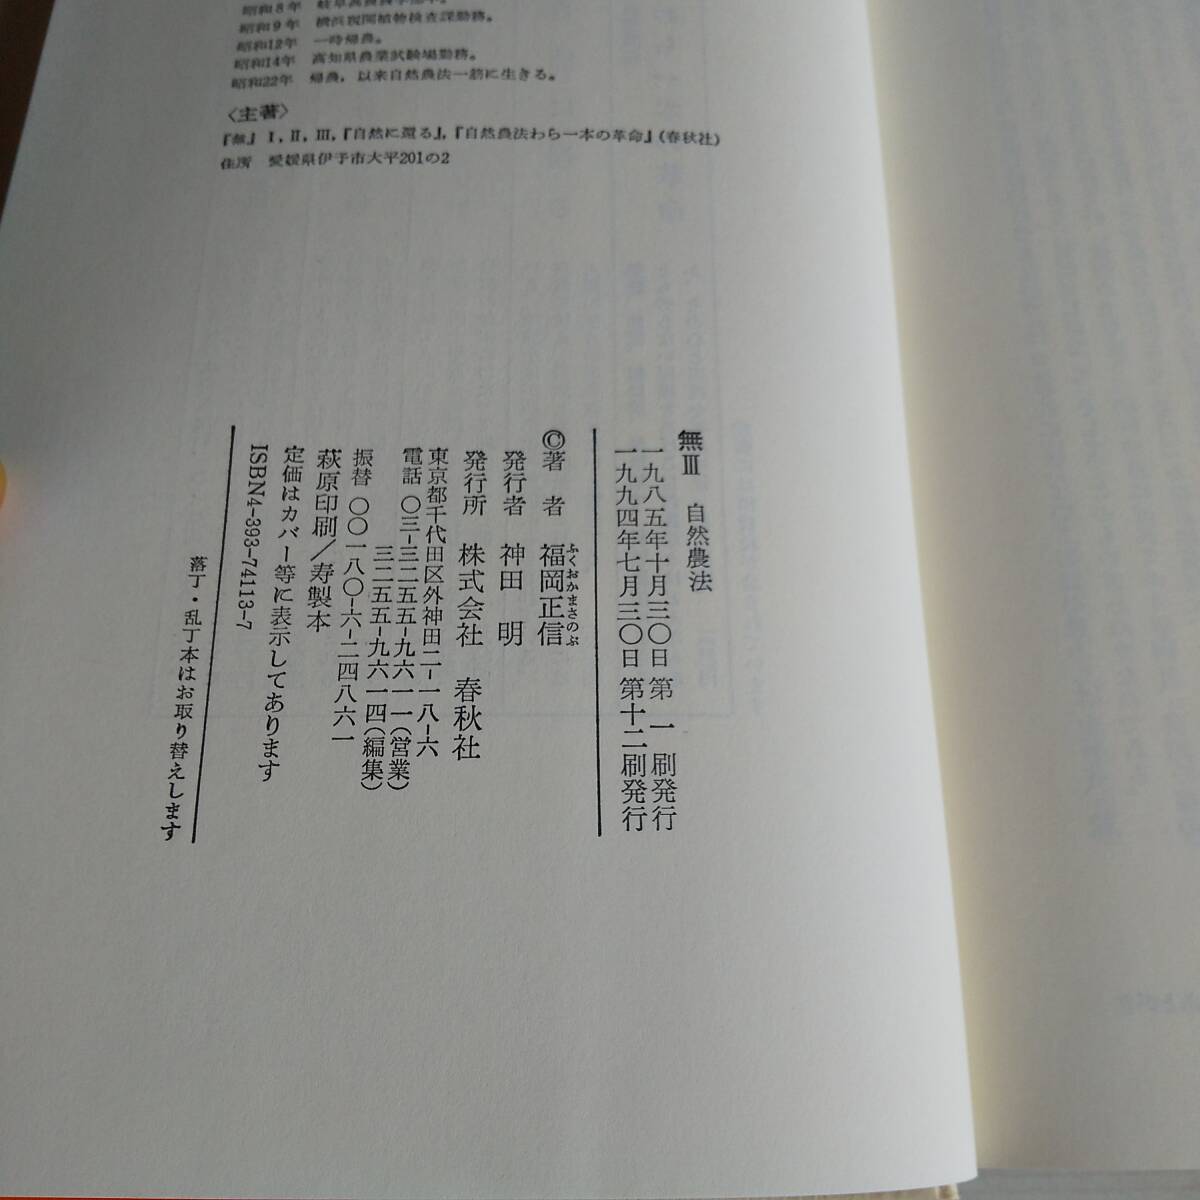 昭和8年
昭和9年 横浜税関植物検査課勤務。
昭和12年 一時帰農。
昭和14年 高知県農業試験場勤務。
昭和22年 帰農，以来自然農法一筋に生きる。
〈主著〉
『無』I，II，III，『自然に還る』，『自然農法わら一本の革命』（春秋社）
住所 愛媛県伊予市大平201の2
無Ⅲ 自然農法
一九八五年十月三〇日 第一刷発行
一九九四年七月三〇日 第十二刷発行
©著者 福岡正信
ふくおかまさのぶ
発行者 神田 明
発行所 株式会社 春秋社
東京都千代田区外神田二-一八-六
電話 〇三-三二五五-九六一一（営業）
三二五五-九六一四（編集）
振替 〇〇一八〇-六-二四八六一
萩原印刷/寿製本
定価はカバー等に表示してあります
ISBN4-393-74113-7
落丁・乱丁本はお取り替えします